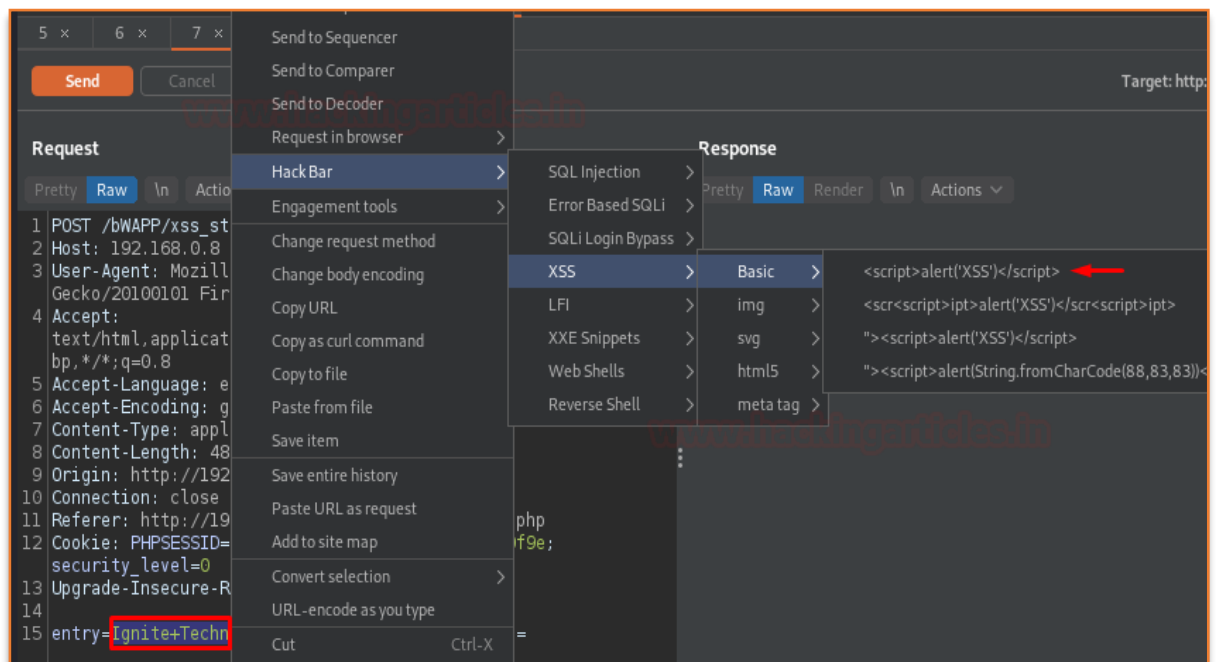 5 × 6 × 7 ×
Send Cancel
Target: http:
Request
Pretty Raw \n Actio
1 POST /bWAPP/xss_st
2 Host: 192.168.0.8
3 User-Agent: Mozill
Gecko/20100101 Fir
4 Accept:
text/html,applicat
bp,*/*;q=0.8
5 Accept-Language: e
6 Accept-Encoding: g
7 Content-Type: appl
8 Content-Length: 48
9 Origin: http://192
10 Connection: close
11 Referer: http://19 php
12 Cookie: PHPSESSID= f9e;
security_level=0
13 Upgrade-Insecure-R
14
15 entry=Ignite+Techn =
Send to Sequencer
Send to Comparer
Send to Decoder
Request in browser
Hack Bar
Engagement tools
Change request method
Change body encoding
Copy URL
Copy as curl command
Copy to file
Paste from file
Save item
Save entire history
Paste URL as request
Add to site map
Convert selection
URL-encode as you type
Cut Ctrl-X
SQL Injection
Error Based SQLi
SQLi Login Bypass
XSS
LFI
XXE Snippets
Web Shells
Reverse Shell
Basic
img
svg
html5
meta tag
<script>alert('XSS')</script>
<scr<script>ipt>alert('XSS')</scr<script>ipt>
"><script>alert('XSS')</script>
"><script>alert(String.fromCharCode(88,83,83))<
Response
Pretty Raw Render \n Actions
www.hackingarticles.in
www.hackingarticles.in